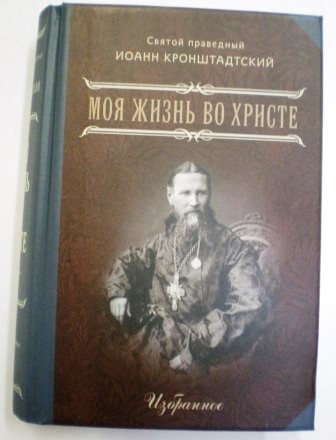 Святой праведный
ИОАНН КРОНШТАДТСКИЙ
МОЯ ЖИЗНЬ ВО ХРИСТЕ
Избранное